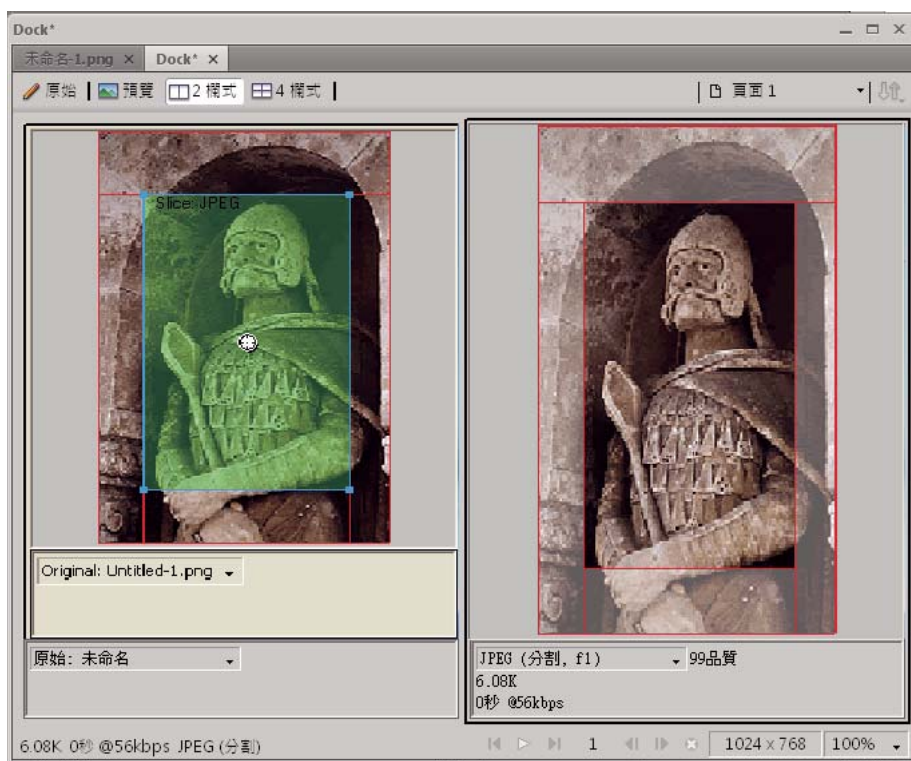 Dock*
未命名-1.png × Dock* ×
原始 預覽 2 欄式 4 欄式 頁面 1
Slice: JPEG
Original: Untitled-1.png
原始: 未命名
JPEG (分割, f1) 99品質
6.08K
0秒 @56kbps
6.08K 0秒 @56kbps JPEG (分割) 1 1024 x 768 100%